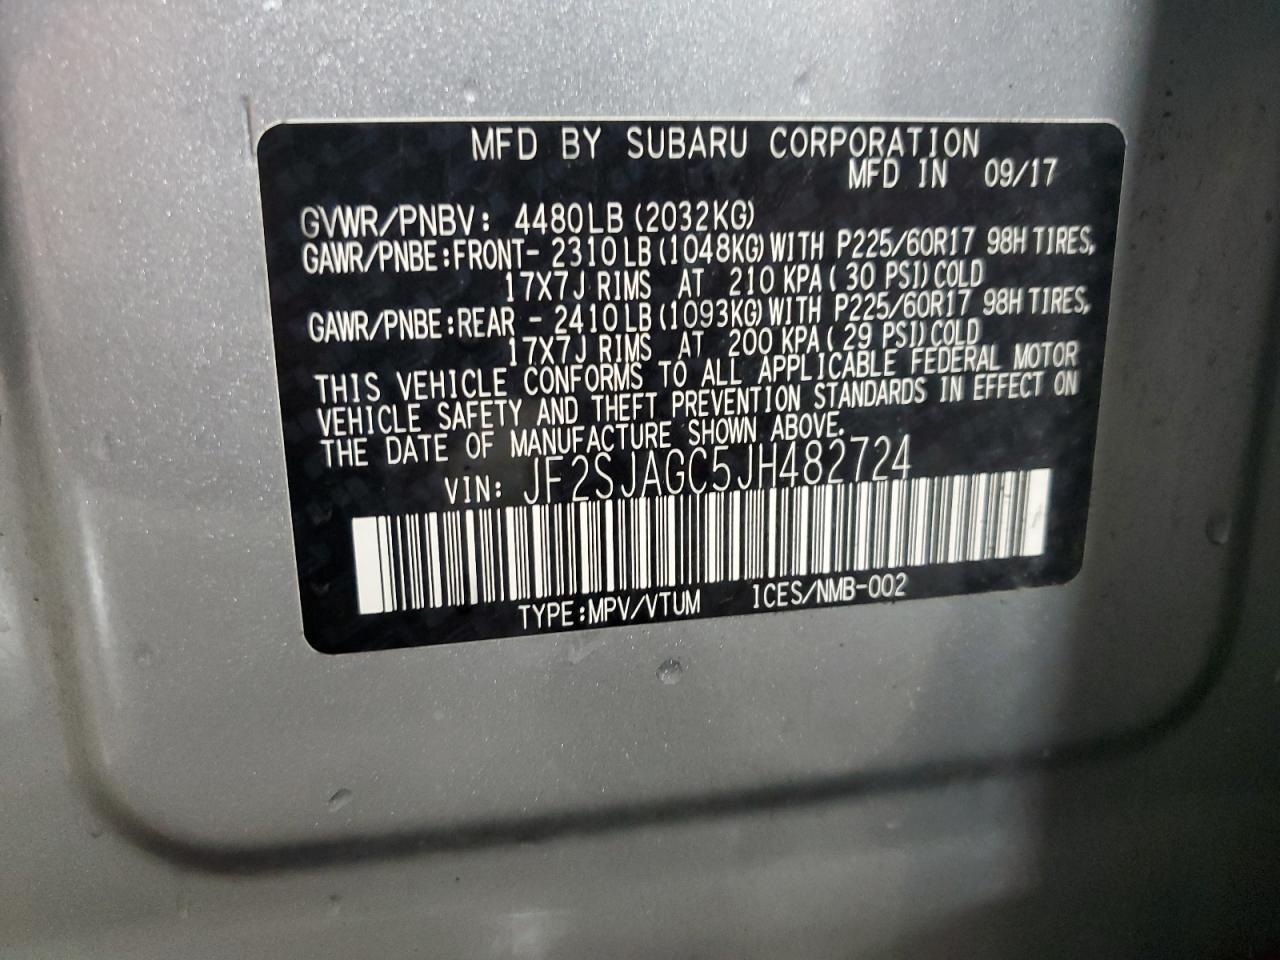 MFD BY SUBARU CORPORATION
MFD IN 09/17
GVWR/PNBV: 4480LB (2032KG)
GAWR/PNBE:FRONT- 2310LB (1048KG) WITH P225/60R17 98H TIRES,
17X7J RIMS AT 210 KPA ( 30 PSI) COLD
GAWR/PNBE:REAR - 2410LB (1093KG) WITH P225/60R17 98H TIRES,
17X7J RIMS AT 200 KPA ( 29 PSI) COLD
THIS VEHICLE CONFORMS TO ALL APPLICABLE FEDERAL MOTOR
VEHICLE SAFETY AND THEFT PREVENTION STANDARDS IN EFFECT ON
THE DATE OF MANUFACTURE SHOWN ABOVE.
VIN: JF2SJAGC5JH482724
TYPE:MPV/VTUM ICES/NMB-002